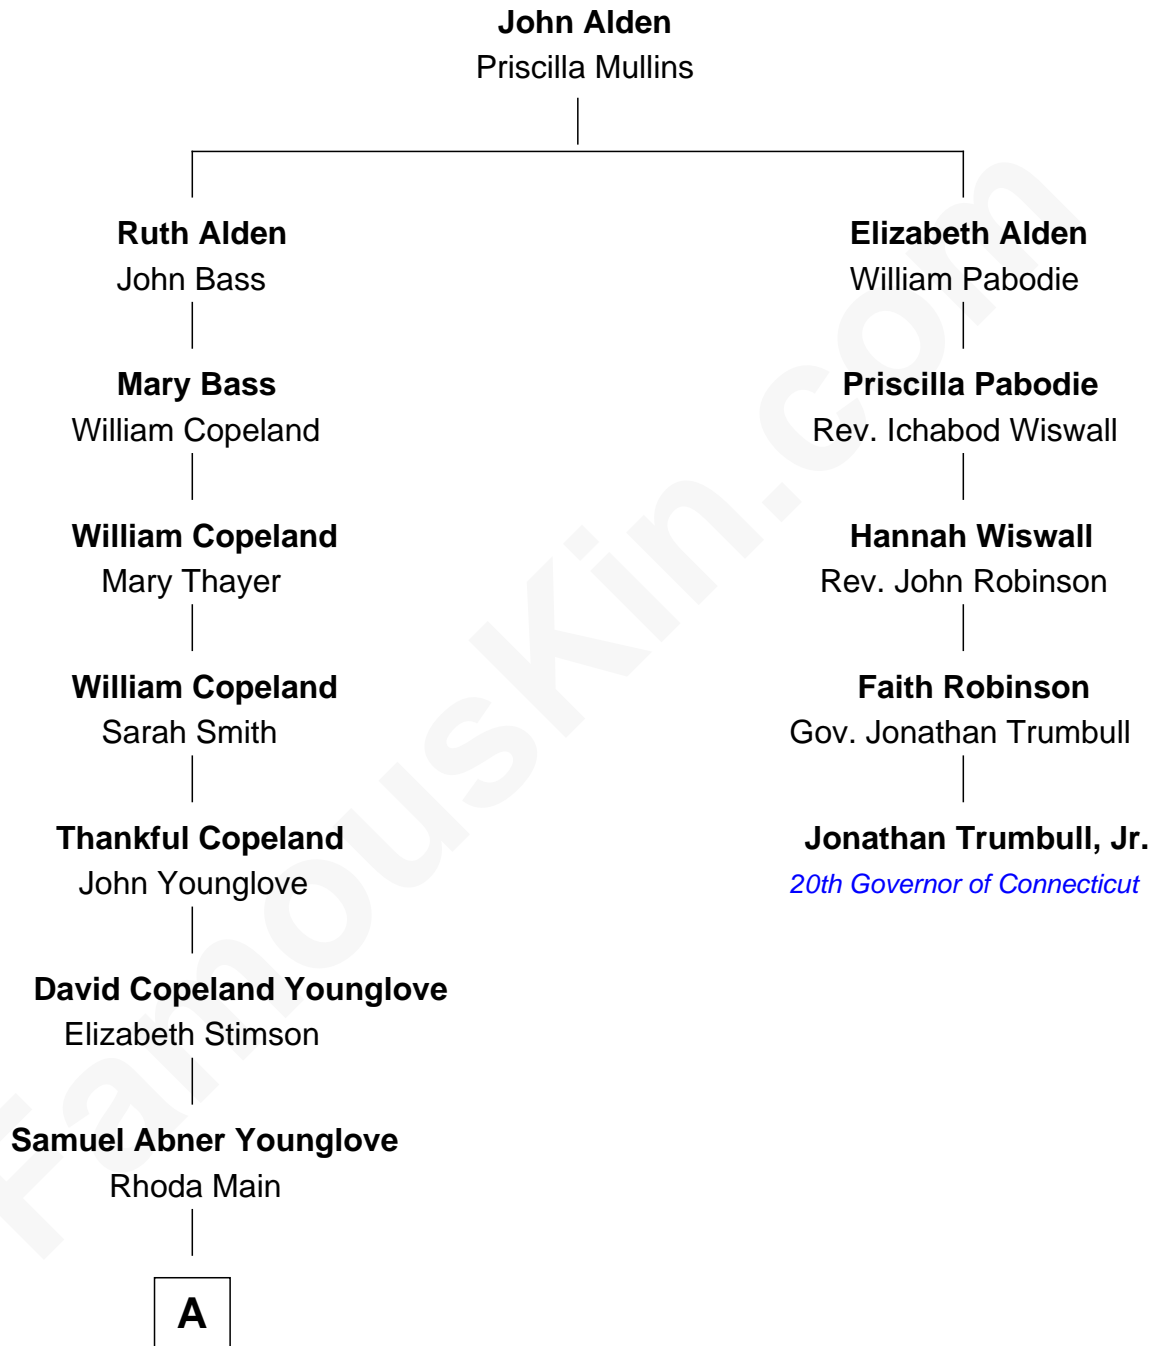 John Alden
Priscilla Mullins
Ruth Alden
John Bass
Mary Bass
William Copeland
William Copeland
Mary Thayer
William Copeland
Sarah Smith
Thankful Copeland
John Younglove
David Copeland Younglove
Elizabeth Stimson
Samuel Abner Younglove
Rhoda Main
A
Elizabeth Alden
William Pabodie
Priscilla Pabodie
Rev. Ichabod Wiswall
Hannah Wiswall
Rev. John Robinson
Faith Robinson
Gov. Jonathan Trumbull
Jonathan Trumbull, Jr.
20th Governor of Connecticut
FamousKin.com